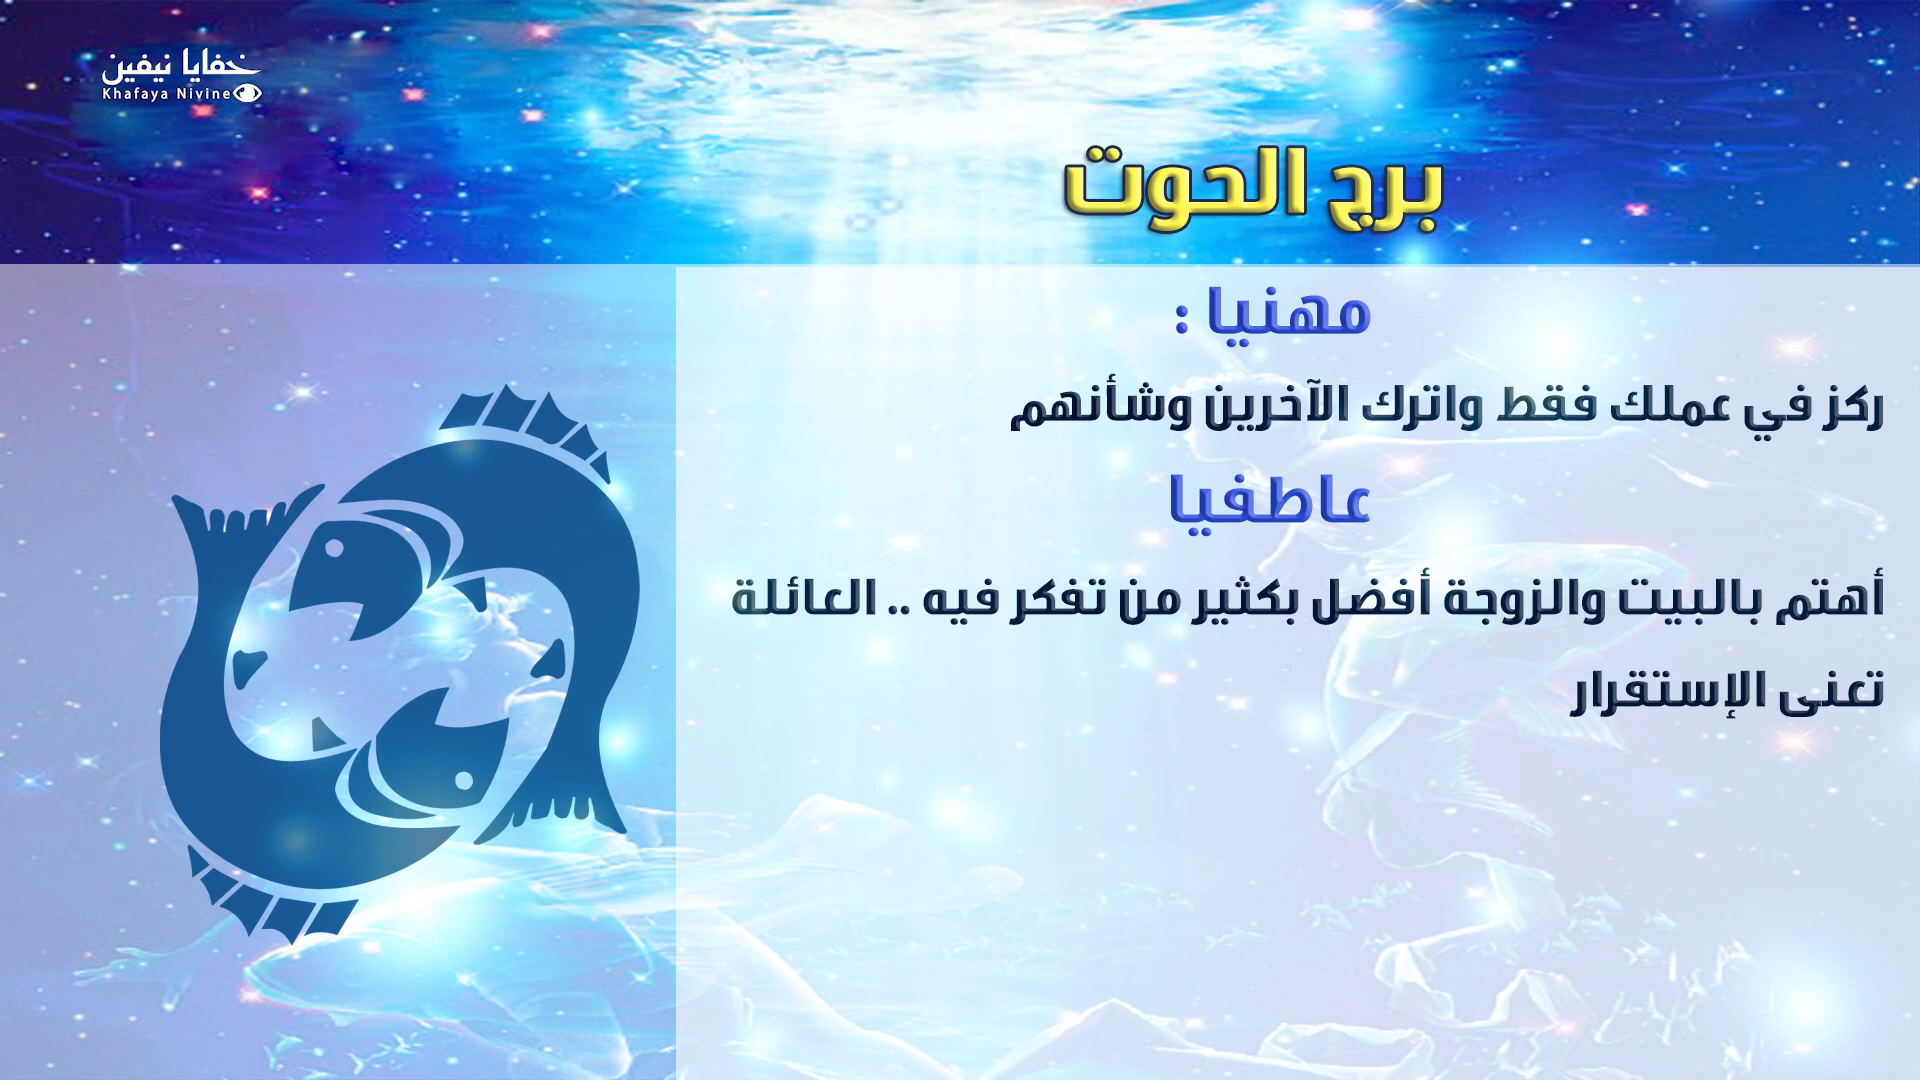 خفايا نيفين
Khafaya Nivine
برج الحوت
مهنيا :
ركز في عملك فقط واترك الآخرين وشأنهم
عاطفيا
أهتم بالبيت والزوجة أفضل بكثير من تفكر فيه .. العائلة
تعنى الإستقرار